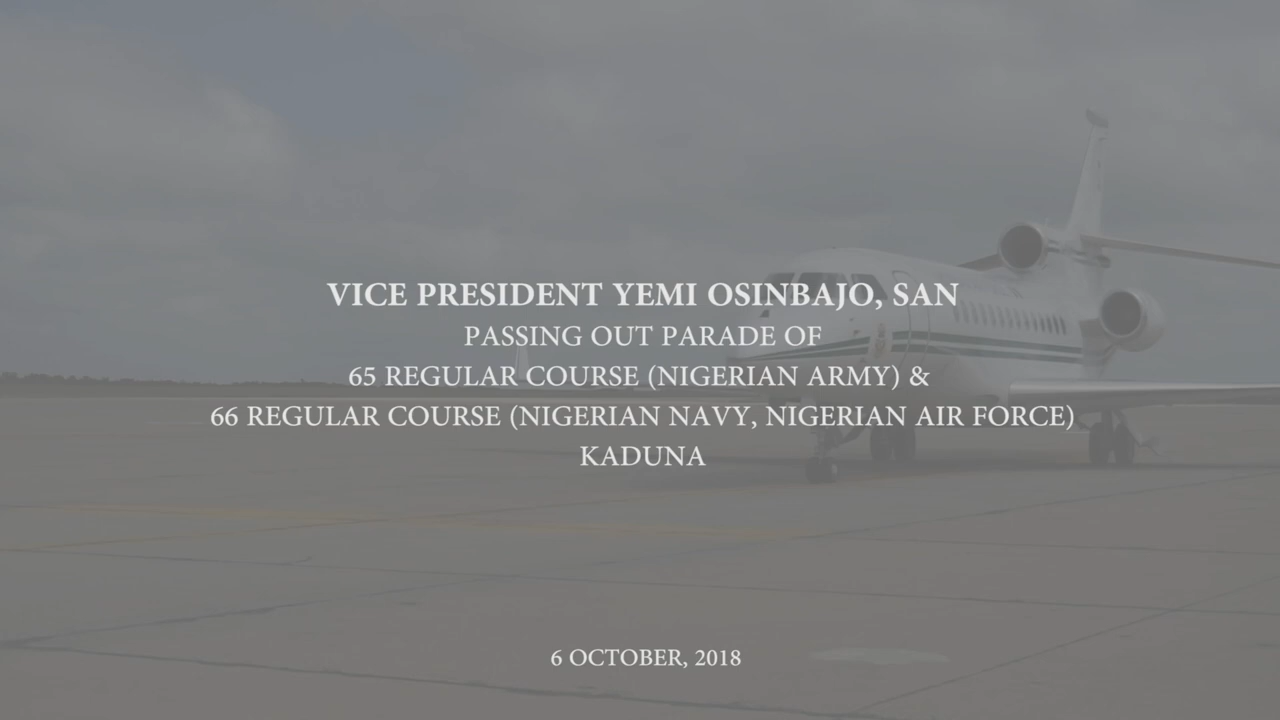 VICE PRESIDENT YEMI OSINBAJO, SAN
PASSING OUT PARADE OF
65 REGULAR COURSE (NIGERIAN ARMY) &
66 REGULAR COURSE (NIGERIAN NAVY, NIGERIAN AIR FORCE)
KADUNA
6 OCTOBER, 2018